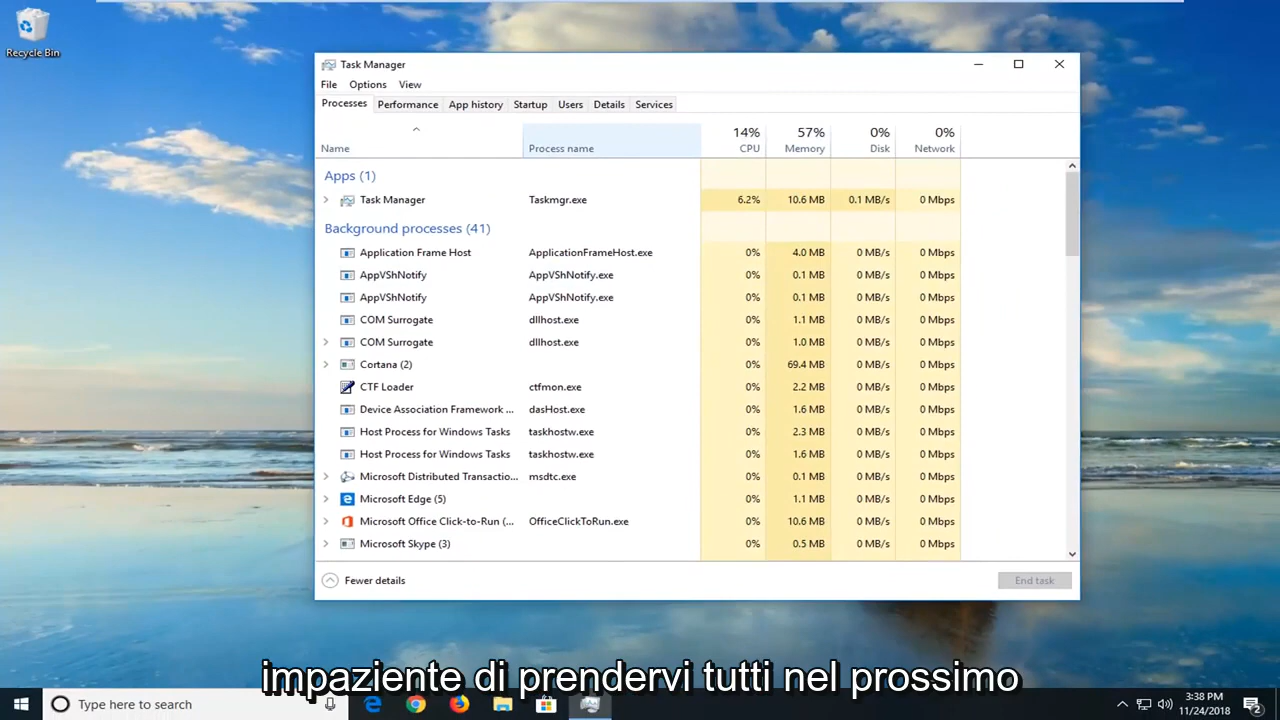 Recycle Bin
Task Manager
File Options View
Processes Performance App history Startup Users Details Services
14% 57% 0% 0%
Name Process name CPU Memory Disk Network
Apps (1)
Task Manager Taskmgr.exe 6.2% 10.6 MB 0.1 MB/s 0 Mbps
Background processes (41)
Application Frame Host ApplicationFrameHost.exe 0% 4.0 MB 0 MB/s 0 Mbps
AppVShNotify AppVShNotify.exe 0% 0.1 MB 0 MB/s 0 Mbps
AppVShNotify AppVShNotify.exe 0% 0.1 MB 0 MB/s 0 Mbps
COM Surrogate dllhost.exe 0% 1.1 MB 0 MB/s 0 Mbps
COM Surrogate dllhost.exe 0% 1.0 MB 0 MB/s 0 Mbps
Cortana (2) 0% 69.4 MB 0 MB/s 0 Mbps
CTF Loader ctfmon.exe 0% 2.2 MB 0 MB/s 0 Mbps
Device Association Framework ... dasHost.exe 0% 1.6 MB 0 MB/s 0 Mbps
Host Process for Windows Tasks taskhostw.exe 0% 2.3 MB 0 MB/s 0 Mbps
Host Process for Windows Tasks taskhostw.exe 0% 1.6 MB 0 MB/s 0 Mbps
Microsoft Distributed Transactio... msdtc.exe 0% 0.1 MB 0 MB/s 0 Mbps
Microsoft Edge (5) 0% 1.1 MB 0 MB/s 0 Mbps
Microsoft Office Click-to-Run (... OfficeClickToRun.exe 0% 10.6 MB 0 MB/s 0 Mbps
Microsoft Skype (3) 0% 0.5 MB 0 MB/s 0 Mbps
Fewer details End task
impaziente di prendervi tutti nel prossimo
Type here to search 3:38 PM
11/24/2018 2